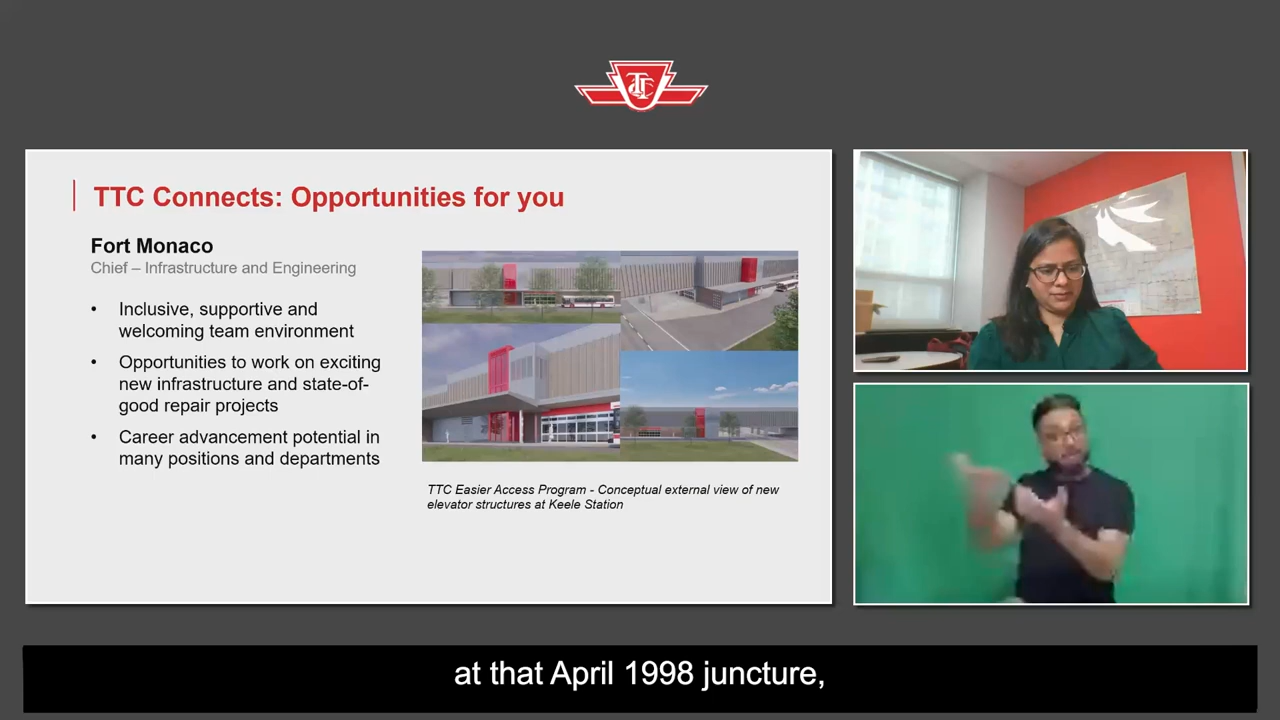 TTC
TTC Connects: Opportunities for you
Fort Monaco
Chief – Infrastructure and Engineering
• Inclusive, supportive and
welcoming team environment
• Opportunities to work on exciting
new infrastructure and state-of-
good repair projects
• Career advancement potential in
many positions and departments
TTC Easier Access Program - Conceptual external view of new
elevator structures at Keele Station
at that April 1998 juncture,